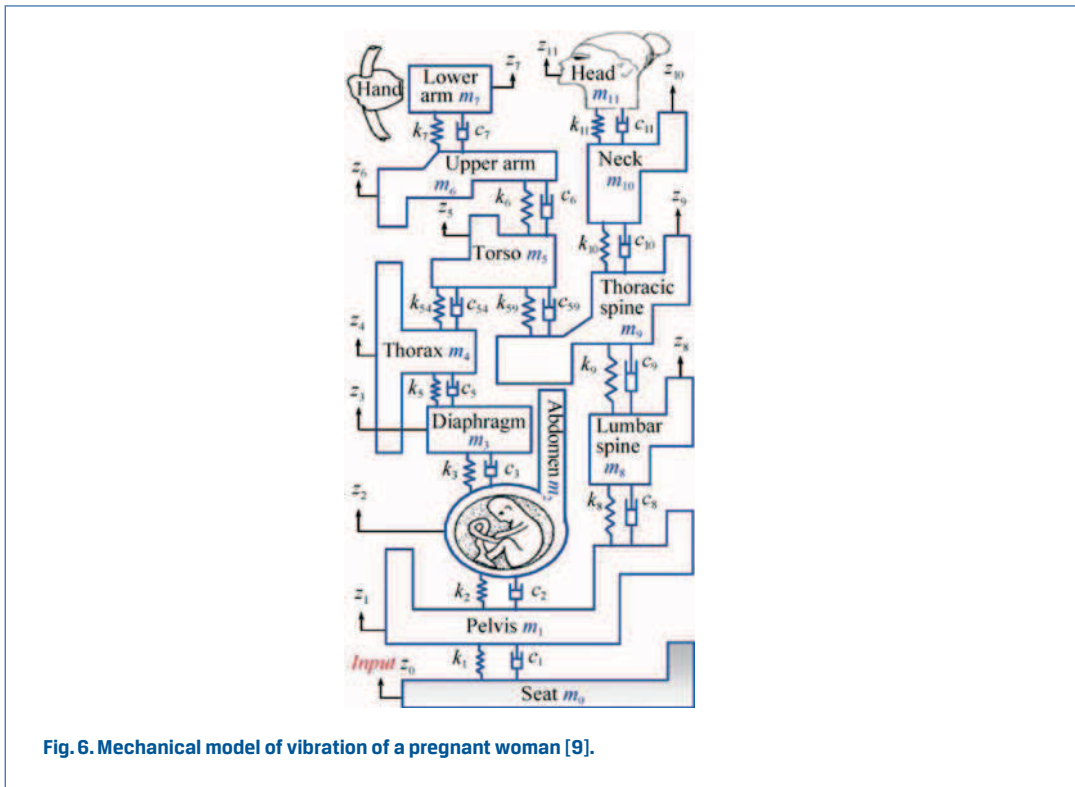 z₁₁
z₇
Head
z₁₀
Lower
arm m₇
Hand
m₁₁
k₇
c₇
k₁₁
c₁₁
Upper arm
Neck
z₆
m₆
m₁₀
k₆
c₆
z₅
z₉
Torso m₅
k₁₀
c₁₀
Thoracic
spine
m₉
k₅₄
c₅₄
k₅₉
c₅₉
z₄
Thorax m₄
z₈
k₉
c₉
k₅
c₅
z₃
Diaphragm
m₃
Abdomen m
Lumbar
spine
m₈
k₃
c₃
z₂
k₈
c₈
k₂
c₂
z₁
Pelvis m₁
Input z₀
k₁
c₁
Seat m₀
Fig. 6. Mechanical model of vibration of a pregnant woman [9].